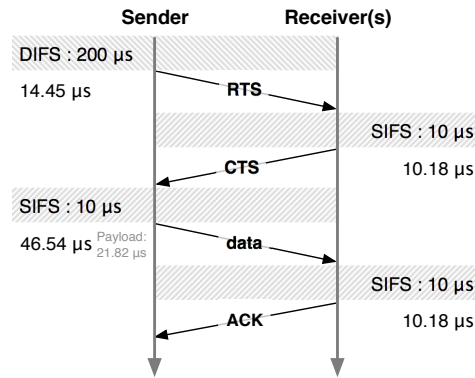 Sender Receiver(s)
DIFS : 200 µs
14.45 µs RTS
SIFS : 10 µs
CTS 10.18 µs
SIFS : 10 µs
46.54 µs Payload: 21.82 µs data
SIFS : 10 µs
ACK 10.18 µs